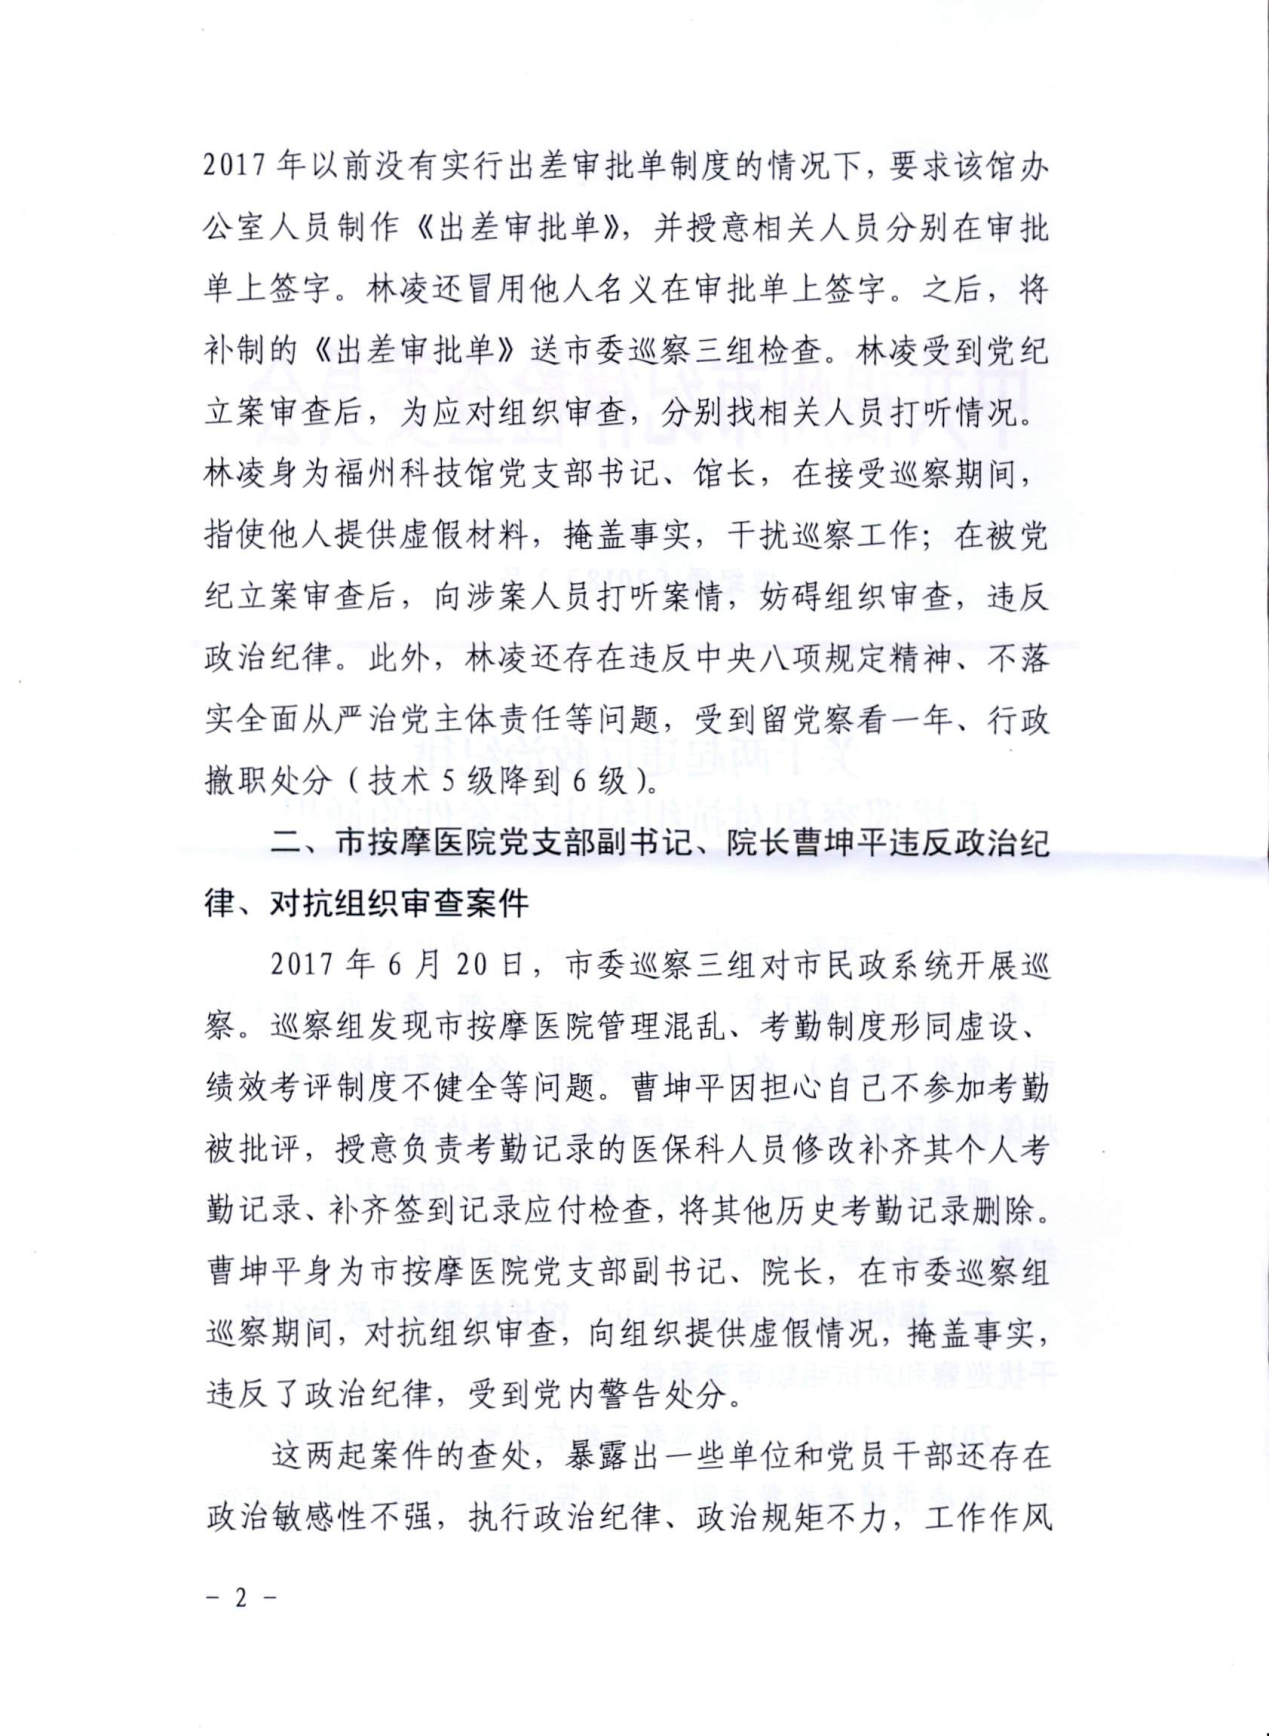 2017 年以前没有实行出差审批单制度的情况下，要求该馆办
公室人员制作《出差审批单》，并授意相关人员分别在审批
单上签字。林凌还冒用他人名义在审批单上签字。之后，将
补制的《出差审批单》送市委巡察三组检查。林凌受到党纪
立案审查后，为应对组织审查，分别找相关人员打听情况。
林凌身为福州科技馆党支部书记、馆长，在接受巡察期间，
指使他人提供虚假材料，掩盖事实，干扰巡察工作；在被党
纪立案审查后，向涉案人员打听案情，妨碍组织审查，违反
政治纪律。此外，林凌还存在违反中央八项规定精神、不落
实全面从严治党主体责任等问题，受到留党察看一年、行政
撤职处分（技术 5 级降到 6 级）。
二、市按摩医院党支部副书记、院长曹坤平违反政治纪
律、对抗组织审查案件
2017 年 6 月 20 日，市委巡察三组对市民政系统开展巡
察。巡察组发现市按摩医院管理混乱、考勤制度形同虚设、
绩效考评制度不健全等问题。曹坤平因担心自己不参加考勤
被批评，授意负责考勤记录的医保科人员修改补齐其个人考
勤记录、补齐签到记录应付检查，将其他历史考勤记录删除。
曹坤平身为市按摩医院党支部副书记、院长，在市委巡察组
巡察期间，对抗组织审查，向组织提供虚假情况，掩盖事实，
违反了政治纪律，受到党内警告处分。
这两起案件的查处，暴露出一些单位和党员干部还存在
政治敏感性不强，执行政治纪律、政治规矩不力，工作作风
- 2 -